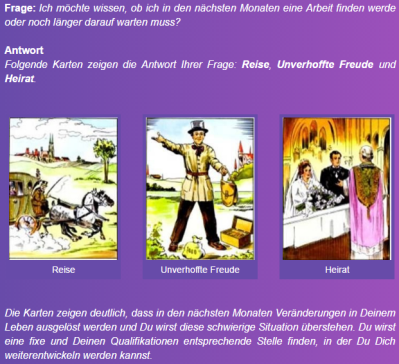 Frage: Ich möchte wissen, ob ich in den nächsten Monaten eine Arbeit finden werde
oder noch länger darauf warten muss?
Antwort
Folgende Karten zeigen die Antwort Ihrer Frage: Reise, Unverhoffte Freude und
Heirat.
Reise
Unverhoffte Freude
Heirat
Die Karten zeigen deutlich, dass in den nächsten Monaten Veränderungen in Deinem
Leben ausgelöst werden und Du wirst diese schwierige Situation überstehen. Du wirst
eine fixe und Deinen Qualifikationen entsprechende Stelle finden, in der Du Dich
weiterentwickeln werden kannst.